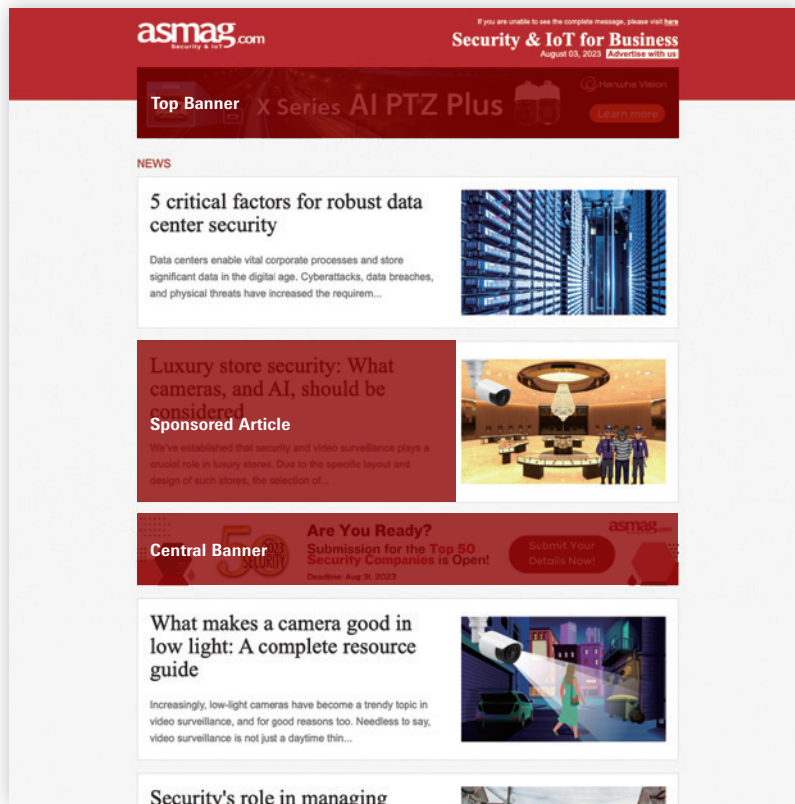 If you are unable to see the complete message, please visit here
asmag.com
Security & IoT
Security & IoT for Business
August 03, 2023 Advertise with us
Hanwha Vision
Top Banner
X Series AI PTZ Plus
Learn more
NEWS
5 critical factors for robust data
center security
Data centers enable vital corporate processes and store
significant data in the digital age. Cyberattacks, data breaches,
and physical threats have increased the requirem...
Luxury store security: What
cameras, and AI, should be
considered
Sponsored Article
We've established that security and video surveillance plays a
crucial role in luxury stores. Due to the specific layout and
design of such stores, the selection of...
Central Banner
50
2023
SECURITY
Are You Ready?
Submission for the Top 50
Security Companies is Open!
Deadline: Aug 31, 2023
asmag.com
Submit Your
Details Now!
What makes a camera good in
low light: A complete resource
guide
Increasingly, low-light cameras have become a trendy topic in
video surveillance, and for good reasons too. Needless to say,
video surveillance is not just a daytime thin...
Security's role in managing